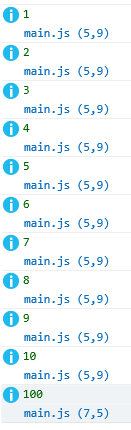 1
main.js (5,9)
2
main.js (5,9)
3
main.js (5,9)
4
main.js (5,9)
5
main.js (5,9)
6
main.js (5,9)
7
main.js (5,9)
8
main.js (5,9)
9
main.js (5,9)
10
main.js (5,9)
100
main.js (7,5)